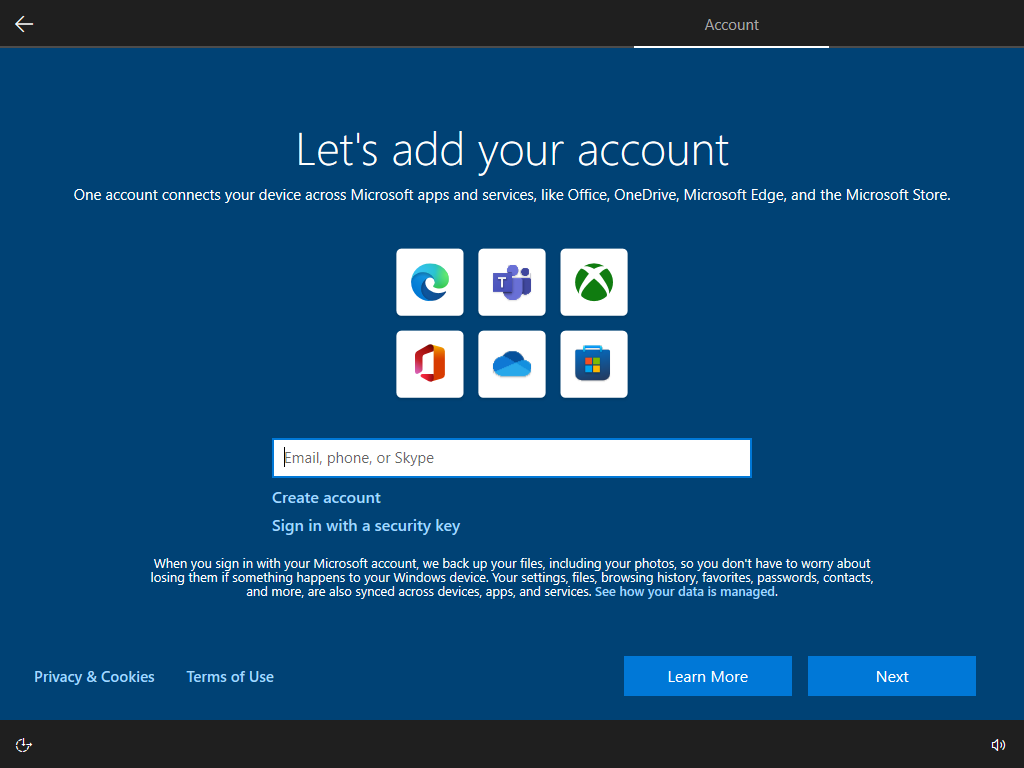 Account
Let's add your account
One account connects your device across Microsoft apps and services, like Office, OneDrive, Microsoft Edge, and the Microsoft Store.
T
Email, phone, or Skype
Create account
Sign in with a security key
When you sign in with your Microsoft account, we back up your files, including your photos, so you don't have to worry about
losing them if something happens to your Windows device. Your settings, files, browsing history, favorites, passwords, contacts,
and more, are also synced across devices, apps, and services. See how your data is managed.
Privacy & Cookies Terms of Use Learn More Next